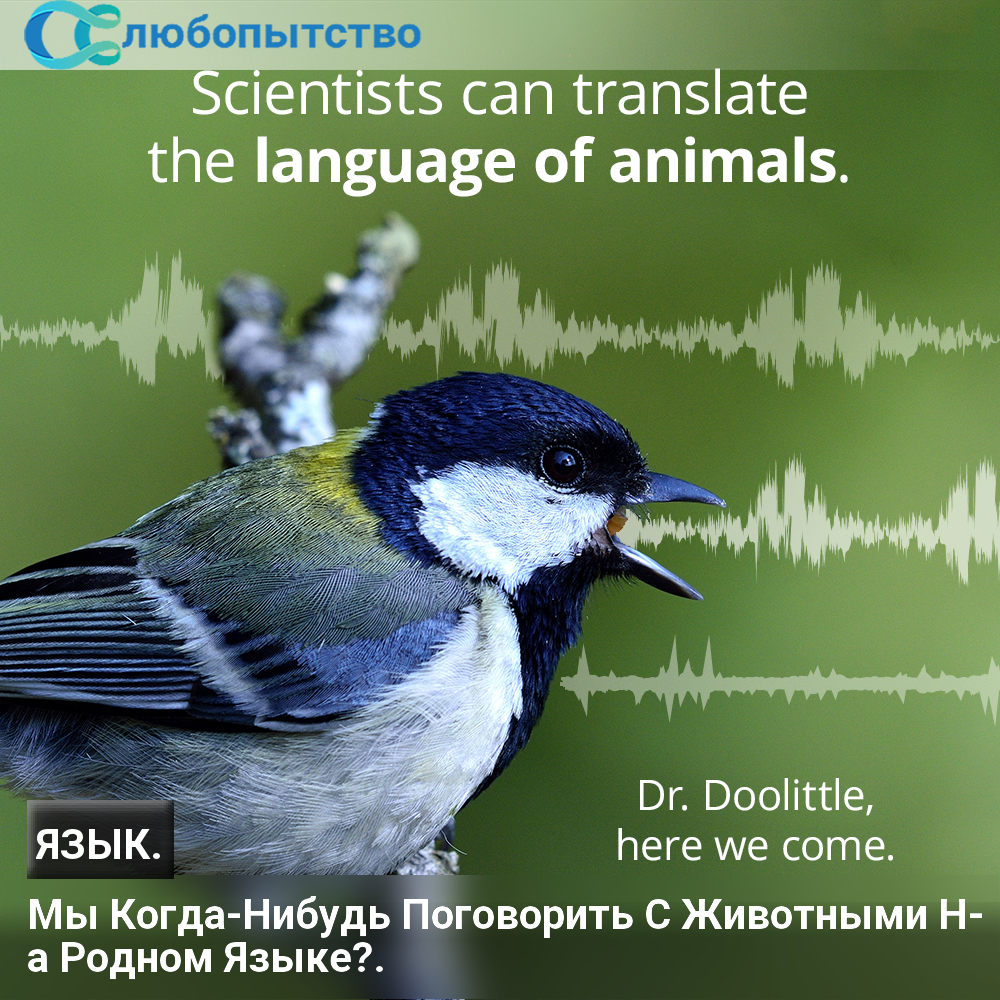 любопытство
Scientists can translate
the language of animals.
Dr. Doolittle,
here we come.
ЯЗЫК.
Мы Когда-Нибудь Поговорить С Животными Н-
а Родном Языке?.